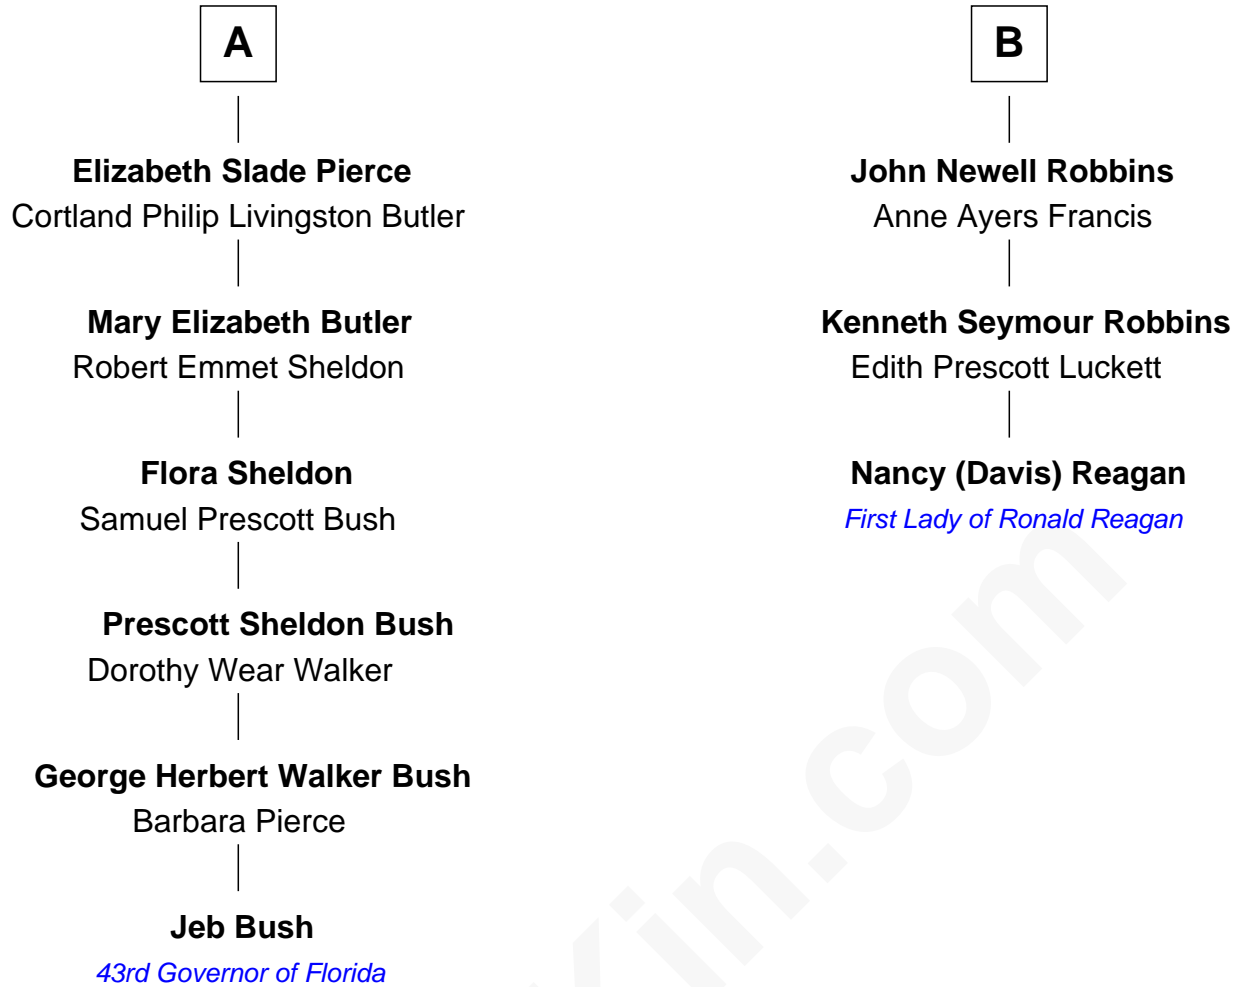 A
Elizabeth Slade Pierce
Cortland Philip Livingston Butler
Mary Elizabeth Butler
Robert Emmet Sheldon
Flora Sheldon
Samuel Prescott Bush
Prescott Sheldon Bush
Dorothy Wear Walker
George Herbert Walker Bush
Barbara Pierce
Jeb Bush
43rd Governor of Florida
B
John Newell Robbins
Anne Ayers Francis
Kenneth Seymour Robbins
Edith Prescott Luckett
Nancy (Davis) Reagan
First Lady of Ronald Reagan
Kin.com